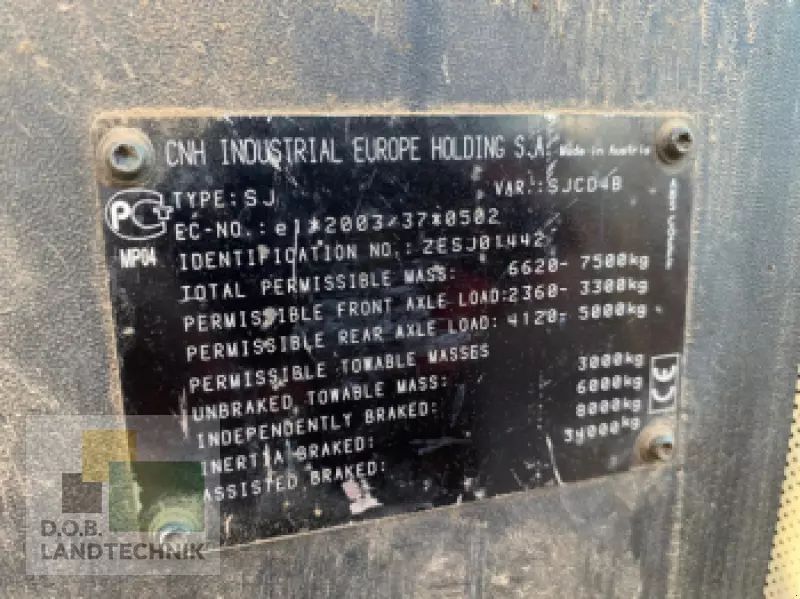 CNH INDUSTRIAL EUROPE HOLDING S.A. Made in Austria
TYPE: SJ VAR.: SJCD4B
EC-NO.: e1*2003/37*0502
MP04
IDENTIFICATION NO.: ZESJ01442
TOTAL PERMISSIBLE MASS: 6620- 7500kg
PERMISSIBLE FRONT AXLE LOAD: 2360- 3300kg
PERMISSIBLE REAR AXLE LOAD: 4120- 5000kg
PERMISSIBLE TOWABLE MASSES
UNBRAKED TOWABLE MASS: 3000kg
INDEPENDENTLY BRAKED: 6000kg
INERTIA BRAKED: 8000kg
ASSISTED BRAKED: 34000kg
CE
D.O.B.
LANDTECHNIK